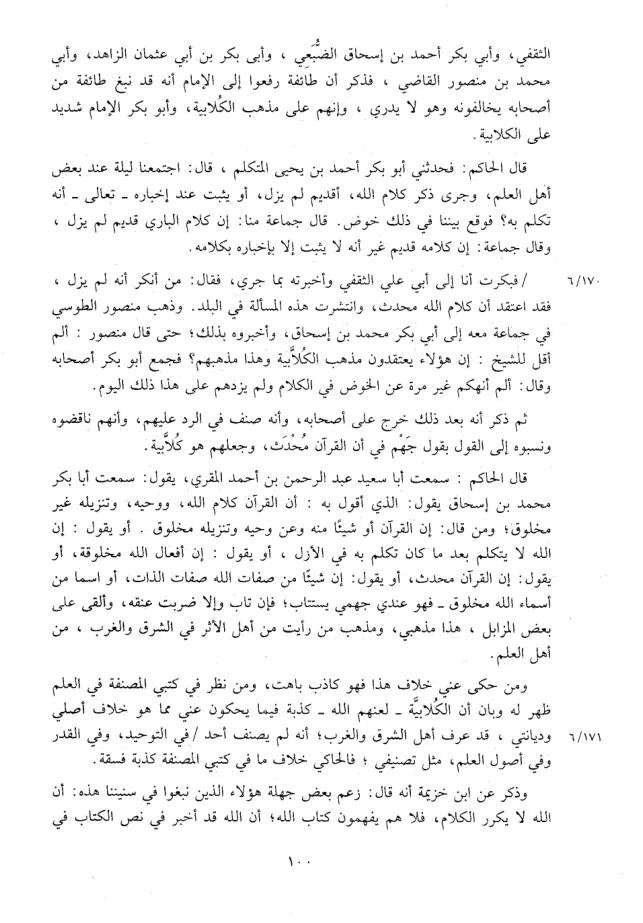 الثقفي، وأبي بكر أحمد بن إسحاق الضُّبَعي ، وأبى بكر بن أبي عثمان الزاهد، وأبي
محمد بن منصور القاضي ، فذكر أن طائفة رفعوا إلى الإمام أنه قد نبغ طائفة من
أصحابه يخالفونه وهو لا يدري ، وإنهم على مذهب الكُلابية، وأبو بكر الإمام شديد
على الكلابية .
قال الحاكم: فحدثني أبو بكر أحمد بن يحيى المتكلم ، قال: اجتمعنا ليلة عند بعض
أهل العلم، وجرى ذكر كلام الله، أقديم لم يزل، أو يثبت عند إخباره ـ تعالى ـ أنه
تكلم به؟ فوقع بيننا في ذلك خوض. قال جماعة منا: إن كلام الباري قديم لم يزل ،
وقال جماعة: إن كلامه قديم غير أنه لا يثبت إلا بإخباره بكلامه.
/ فبكرت أنا إلى أبي علي الثقفي وأخبرته بما جري، فقال: من أنكر أنه لم يزل ، ٦/١٧٠
فقد اعتقد أن كلام الله محدث، وانتشرت هذه المسألة في البلد. وذهب منصور الطوسي
في جماعة معه إلى أبي بكر محمد بن إسحاق، وأخبروه بذلك؛ حتى قال منصور : ألم
أقل للشيخ : إن هؤلاء يعتقدون مذهب الكلابية وهذا مذهبهم؟ فجمع أبو بكر أصحابه
وقال: ألم أنهكم غير مرة عن الخوض في الكلام ولم يزدهم على هذا ذلك اليوم.
ثم ذكر أنه بعد ذلك خرج على أصحابه، وأنه صنف في الرد عليهم، وأنهم ناقضوه
ونسبوه إلى القول بقول جَهْم في أن القرآن مُحْدَث، وجعلهم هو كُلاَّبية.
قال الحاكم : سمعت أبا سعيد عبد الرحمن بن أحمد المقري، يقول: سمعت أبا بكر
محمد بن إسحاق يقول: الذي أقول به : أن القرآن كلام الله، ووحيه، وتنزيله غير
مخلوق؛ ومن قال: إن القرآن أو شيئًا منه وعن وحيه وتنزيله مخلوق . أو يقول : إن
الله لا يتكلم بعد ما كان تكلم به في الأزل ، أو يقول : إن أفعال الله مخلوقة، أو
يقول: إن القرآن محدث، أو يقول: إن شيئًا من صفات الله صفات الذات، أو اسما من
أسماء الله مخلوق ـ فهو عندي جهمي يستتاب؛ فإن تاب وإلا ضربت عنقه، وألقى على
بعض المزابل ، هذا مذهبي، ومذهب من رأيت من أهل الأثر في الشرق والغرب ، من
أهل العلم.
ومن حكى عني خلاف هذا فهو كاذب باهت، ومن نظر في كتبي المصنفة في العلم
ظهر له وبان أن الكُلابيَّة ـ لعنهم الله ـ كذبة فيما يحكون عني مما هو خلاف أصلي
وديانتي ، قد عرف أهل الشرق والغرب؛ أنه لم يصنف أحد /في التوحيد، وفي القدر ٦/١٧١
وفي أصول العلم، مثل تصنيفي ؛ فالحاكي خلاف ما في كتبي المصنفة كذبة فسقة.
وذكر عن ابن خزيمة أنه قال: زعم بعض جهلة هؤلاء الذين نبغوا في سنيننا هذه: أن
الله لا يكرر الكلام، فلا هم يفهمون كتاب الله؛ أن الله قد أخبر في نص الكتاب في
١٠٠